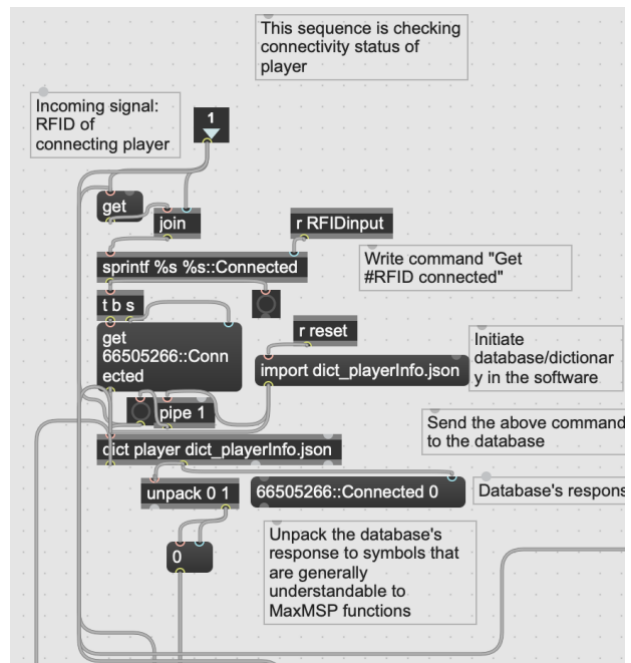 This sequence is checking
connectivity status of
player
Incoming signal:
RFID of
connecting player
1
get
join
r RFIDinput
sprintf %s %s::Connected
Write command "Get
#RFID connected"
t b s
get
66505266::Conn
ected
r reset
import dict_playerInfo.json
Initiate
database/dictionar
y in the software
pipe 1
Send the above command
to the database
dict player dict_playerInfo.json
unpack 0 1
66505266::Connected 0
Database's respons
0
Unpack the database's
response to symbols that
are generally
understandable to
MaxMSP functions